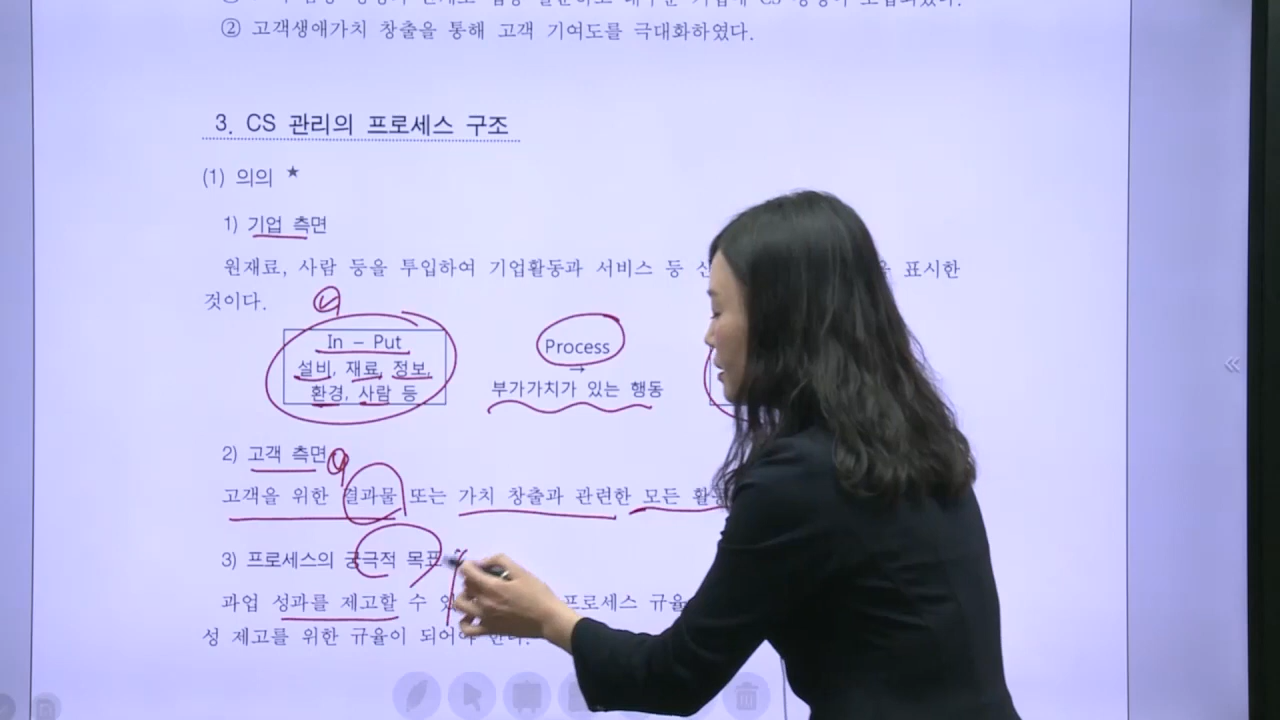 ② 고객생애가치 창출을 통해 고객 기여도를 극대화하였다.
3. CS 관리의 프로세스 구조
(1) 의의 ★
1) 기업 측면
원재료, 사람 등을 투입하여 기업활동과 서비스 등 표시한
것이다.
In – Put
설비, 재료, 정보,
환경, 사람 등
Process
→
부가가치가 있는 행동
2) 고객 측면
고객을 위한 결과물 또는 가치 창출과 관련한 모든
3) 프로세스의 궁극적 목표
과업 성과를 제고할 수 프로세스
성 제고를 위한 규율이 되어야 한다.